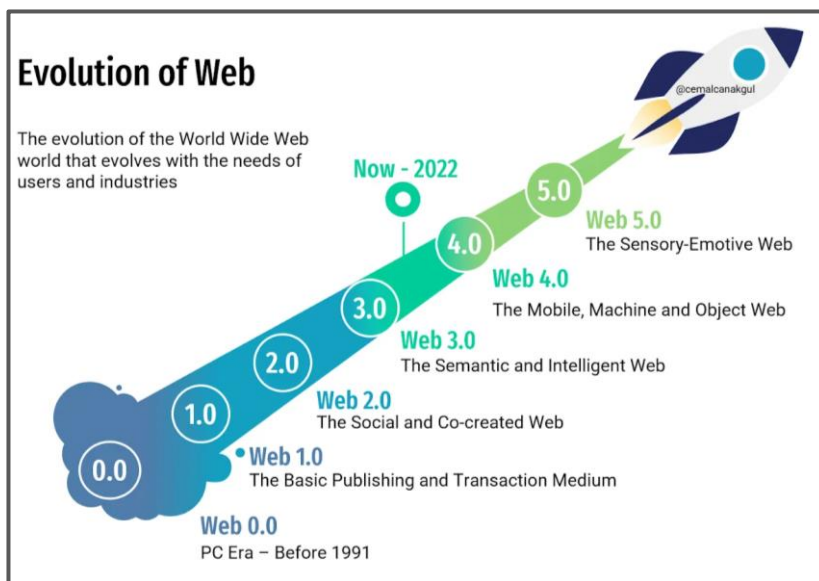 Evolution of Web
The evolution of the World Wide Web
world that evolves with the needs of
users and industries
@cemalcanakgul
Now - 2022
5.0
Web 5.0
The Sensory-Emotive Web
4.0
Web 4.0
The Mobile, Machine and Object Web
3.0
Web 3.0
The Semantic and Intelligent Web
2.0
Web 2.0
The Social and Co-created Web
1.0
Web 1.0
The Basic Publishing and Transaction Medium
0.0
Web 0.0
PC Era – Before 1991